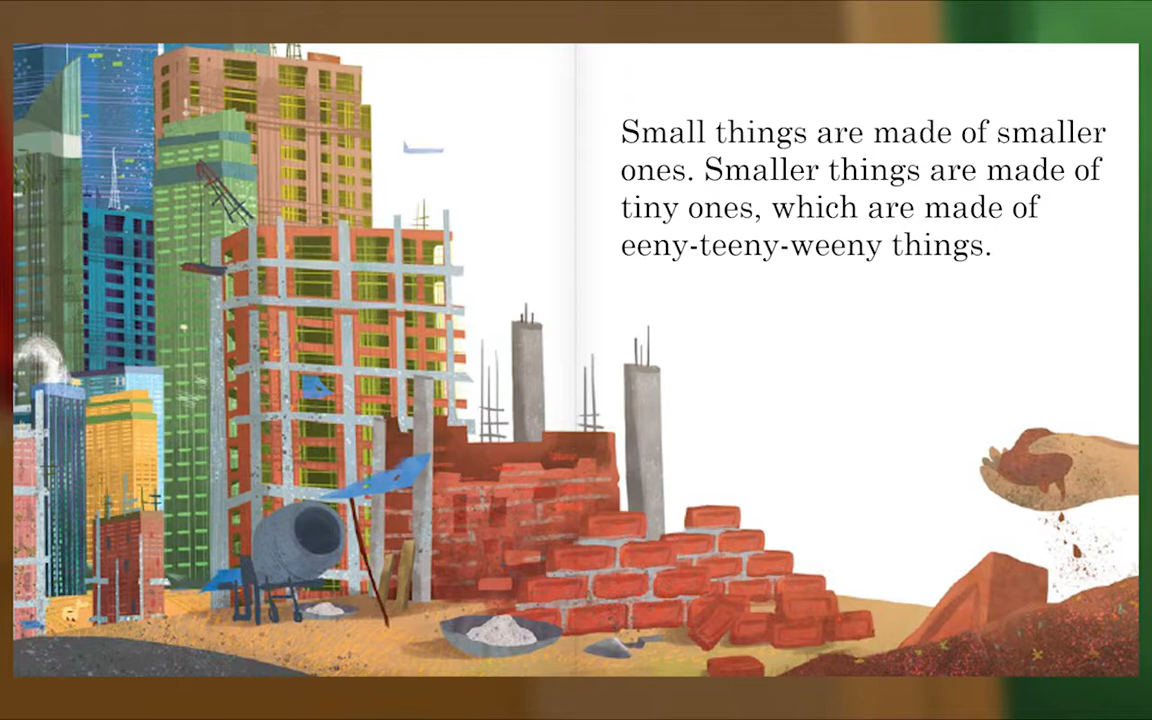 Small things are made of smaller
ones. Smaller things are made of
tiny ones, which are made of
eeny-teeny-weeny things.